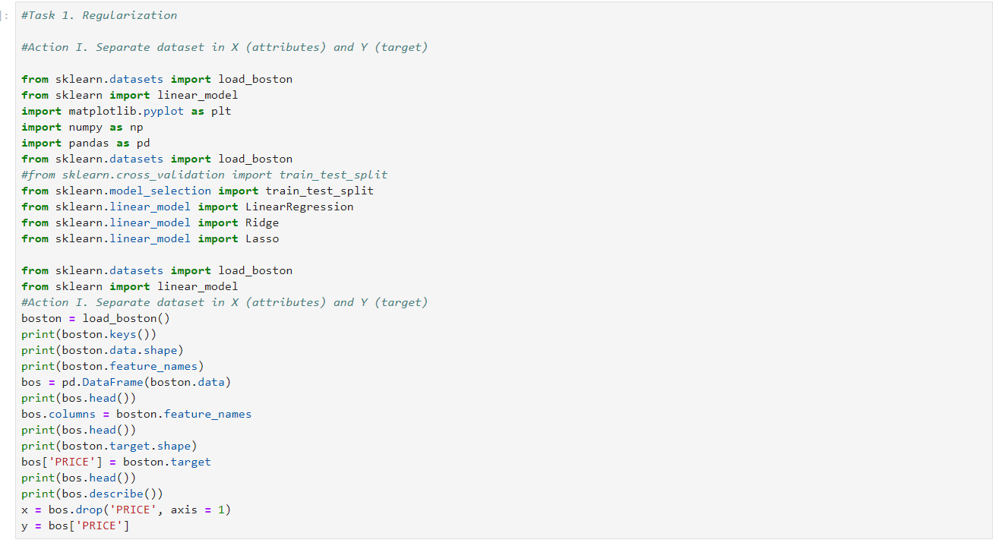 ]:
#Task 1. Regularization
#Action I. Separate dataset in X (attributes) and Y (target)
from sklearn.datasets import load_boston
from sklearn import linear_model
import matplotlib.pyplot as plt
import numpy as np
import pandas as pd
from sklearn.datasets import load_boston
#from sklearn.cross_validation import train_test_split
from sklearn.model_selection import train_test_split
from sklearn.linear_model import LinearRegression
from sklearn.linear_model import Ridge
from sklearn.linear_model import Lasso
from sklearn.datasets import load_boston
from sklearn import linear_model
#Action I. Separate dataset in X (attributes) and Y (target)
boston = load_boston()
print(boston.keys())
print(boston.data.shape)
print(boston.feature_names)
bos = pd.DataFrame(boston.data)
print(bos.head())
bos.columns = boston.feature_names
print(bos.head())
print(boston.target.shape)
bos['PRICE'] = boston.target
print(bos.head())
print(bos.describe())
x = bos.drop('PRICE', axis = 1)
y = bos['PRICE']